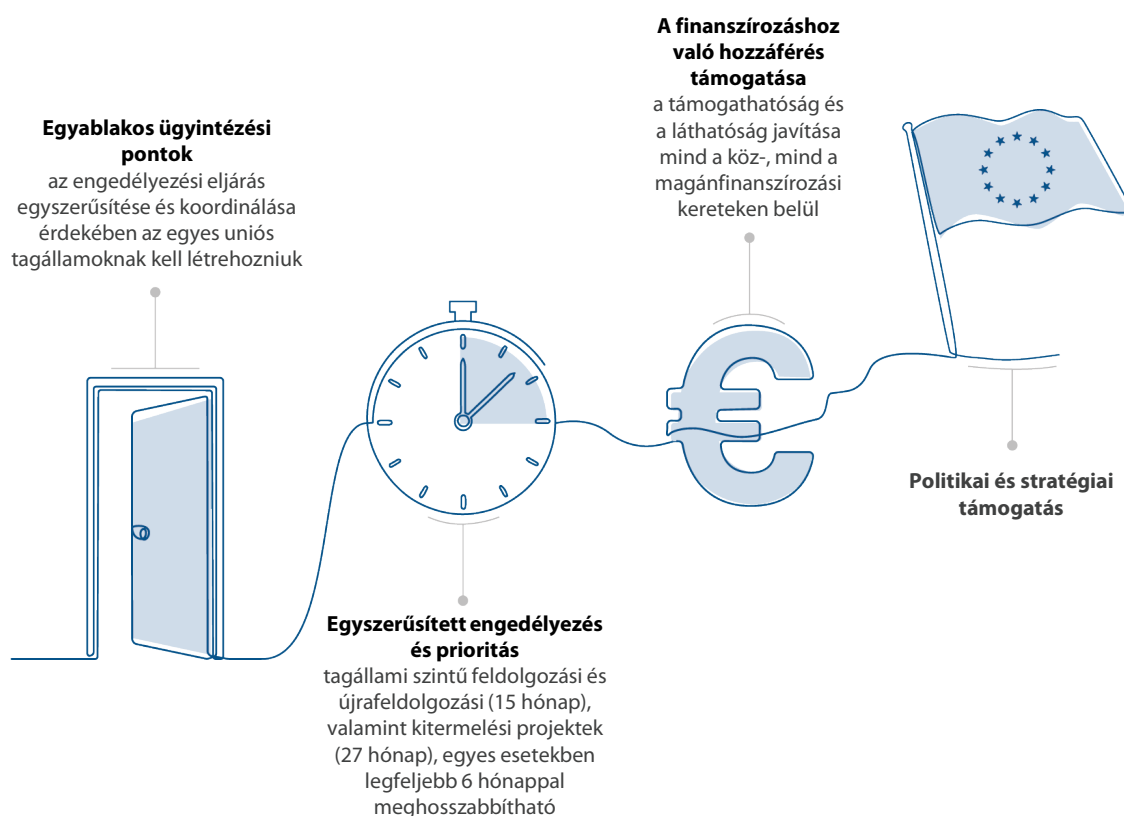 Egyablakos ügyintézési
pontok
az engedélyezési eljárás
egyszerűsítése és koordinálása
érdekében az egyes uniós
tagállamoknak kell létrehozniuk
Egyszerűsített engedélyezés
és prioritás
tagállami szintű feldolgozási és
újrafeldolgozási (15 hónap),
valamint kitermelési projektek
(27 hónap), egyes esetekben
legfeljebb 6 hónappal
meghosszabbítható
A finanszírozáshoz
való hozzáférés
támogatása
a támogathatóság és
a láthatóság javítása
mind a köz-, mind a
magánfinanszírozási
kereteken belül
Politikai és stratégiai
támogatás